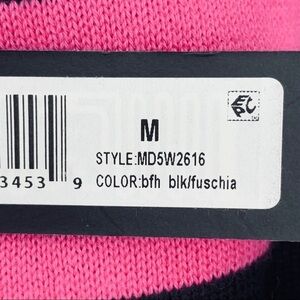 M
STYLE:MD5W2616
3453 9 COLOR:bfh blk/fuschia